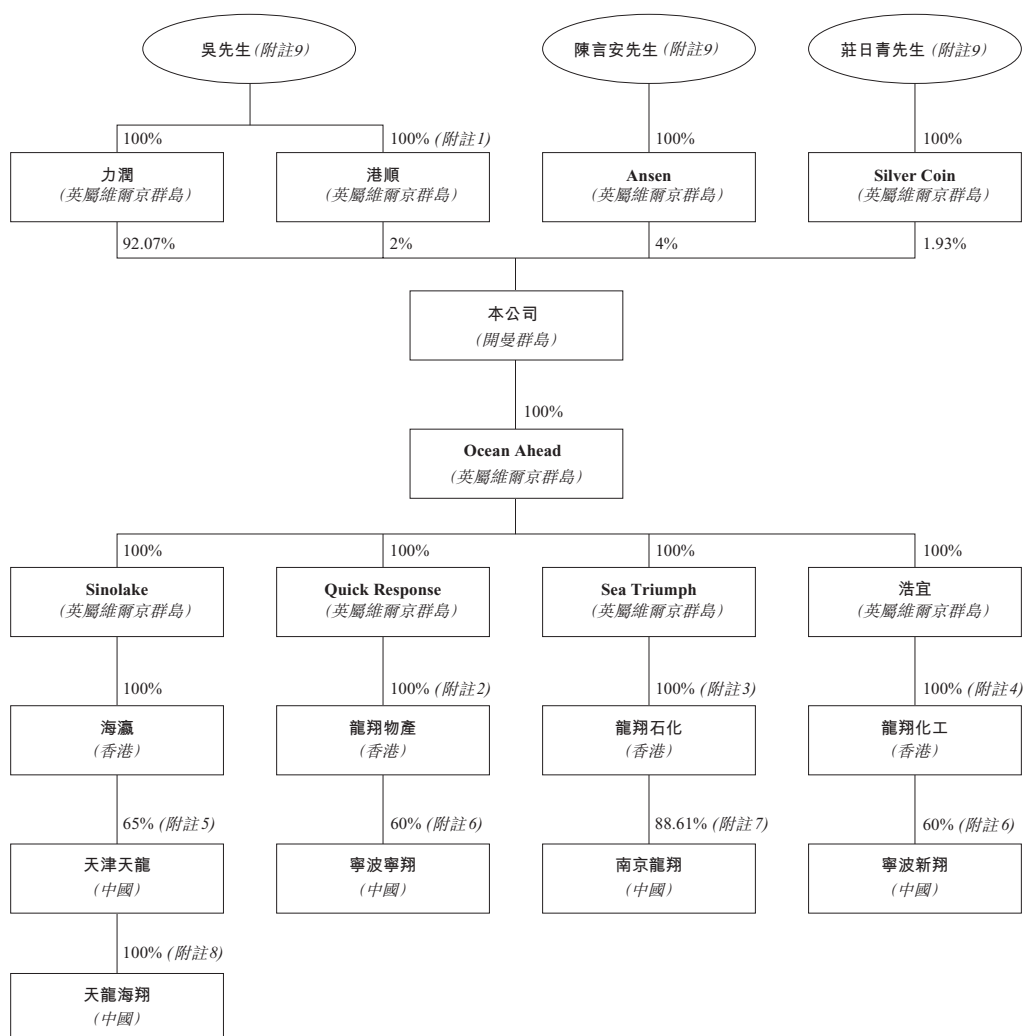 吳先生(附註9)
陳言安先生(附註9)
莊日青先生(附註9)
100%
100% (附註1)
100%
100%
力潤
(英屬維爾京群島)
港順
(英屬維爾京群島)
Ansen
(英屬維爾京群島)
Silver Coin
(英屬維爾京群島)
92.07%
2%
4%
1.93%
本公司
(開曼群島)
100%
Ocean Ahead
(英屬維爾京群島)
100%
100%
100%
100%
Sinolake
(英屬維爾京群島)
Quick Response
(英屬維爾京群島)
Sea Triumph
(英屬維爾京群島)
浩宜
(英屬維爾京群島)
100%
100% (附註2)
100% (附註3)
100% (附註4)
海瀛
(香港)
龍翔物產
(香港)
龍翔石化
(香港)
龍翔化工
(香港)
65% (附註5)
60% (附註6)
88.61% (附註7)
60% (附註6)
天津天龍
(中國)
寧波寧翔
(中國)
南京龍翔
(中國)
寧波新翔
(中國)
100% (附註8)
天龍海翔
(中國)